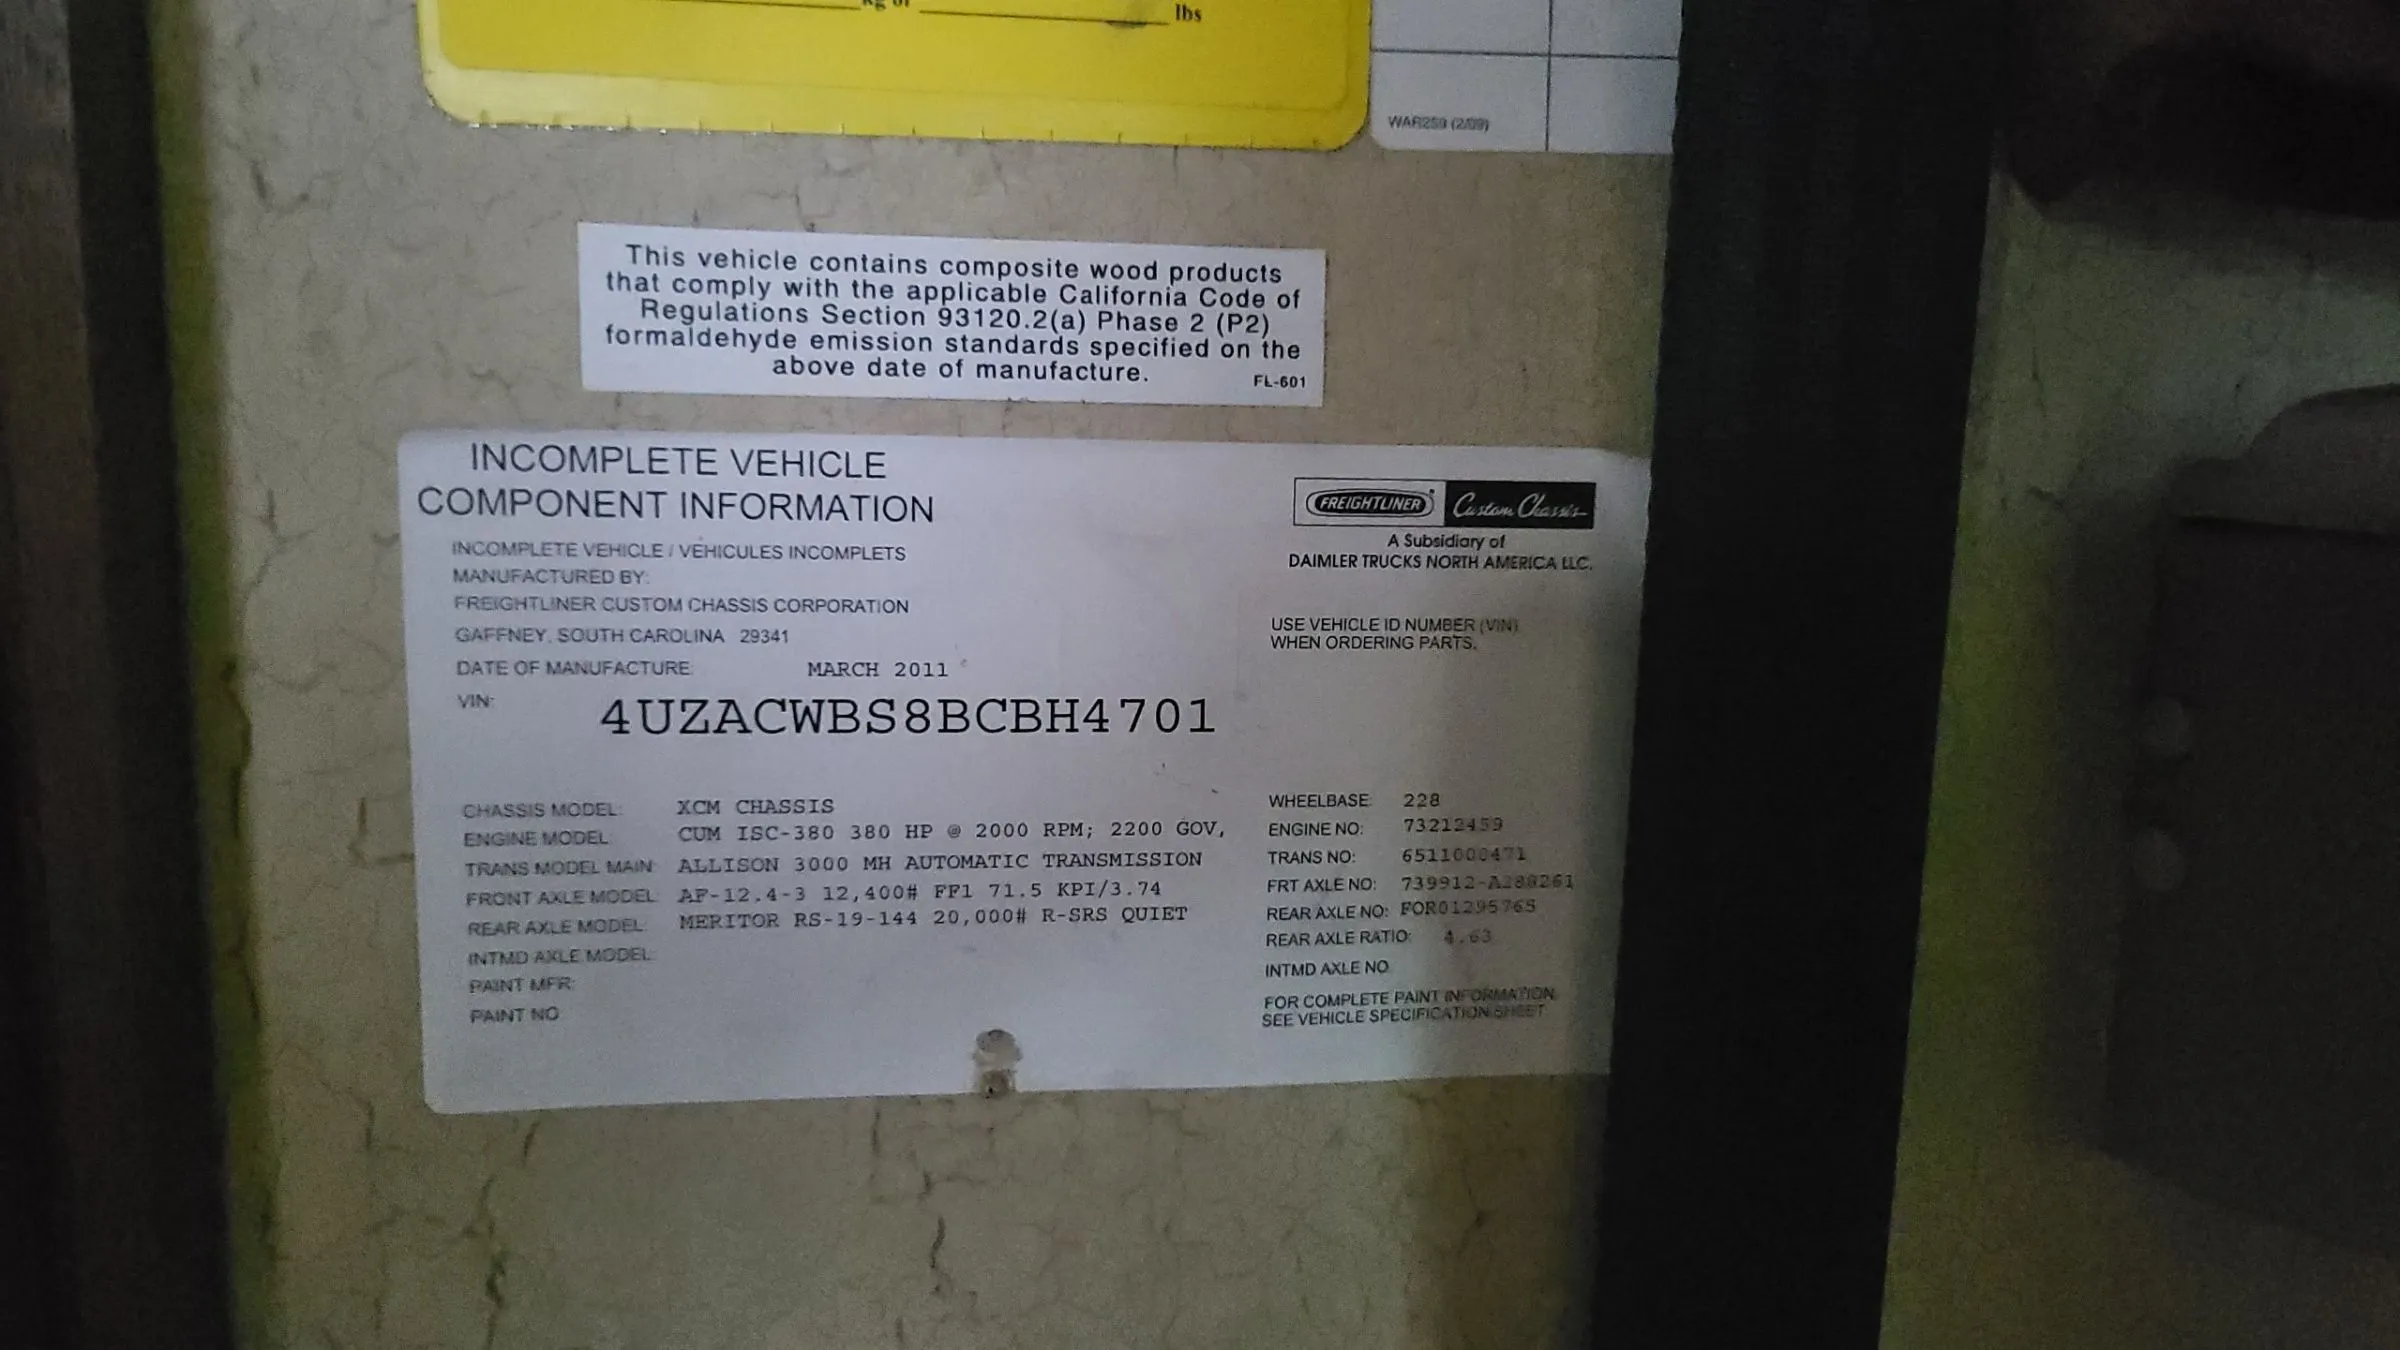 kg or lbs
WAR259 (2/09)
This vehicle contains composite wood products
that comply with the applicable California Code of
Regulations Section 93120.2(a) Phase 2 (P2)
formaldehyde emission standards specified on the
above date of manufacture.
FL-601
INCOMPLETE VEHICLE
COMPONENT INFORMATION
FREIGHTLINER Custom Chassis
A Subsidiary of
DAIMLER TRUCKS NORTH AMERICA LLC.
INCOMPLETE VEHICLE / VEHICULES INCOMPLETS
MANUFACTURED BY:
FREIGHTLINER CUSTOM CHASSIS CORPORATION
GAFFNEY, SOUTH CAROLINA 29341
DATE OF MANUFACTURE: MARCH 2011
USE VEHICLE ID NUMBER (VIN)
WHEN ORDERING PARTS.
VIN: 4UZACWBS8BCBH4701
CHASSIS MODEL: XCM CHASSIS
ENGINE MODEL: CUM ISC-380 380 HP @ 2000 RPM; 2200 GOV,
TRANS MODEL MAIN: ALLISON 3000 MH AUTOMATIC TRANSMISSION
FRONT AXLE MODEL: AF-12.4-3 12,400# FF1 71.5 KPI/3.74
REAR AXLE MODEL: MERITOR RS-19-144 20,000# R-SRS QUIET
INTMD AXLE MODEL:
PAINT MFR:
PAINT NO
WHEELBASE: 228
ENGINE NO: 73212459
TRANS NO: 6511000471
FRT AXLE NO: 739912-A288261
REAR AXLE NO: FOR01295765
REAR AXLE RATIO: 4.63
INTMD AXLE NO
FOR COMPLETE PAINT INFORMATION
SEE VEHICLE SPECIFICATION SHEET